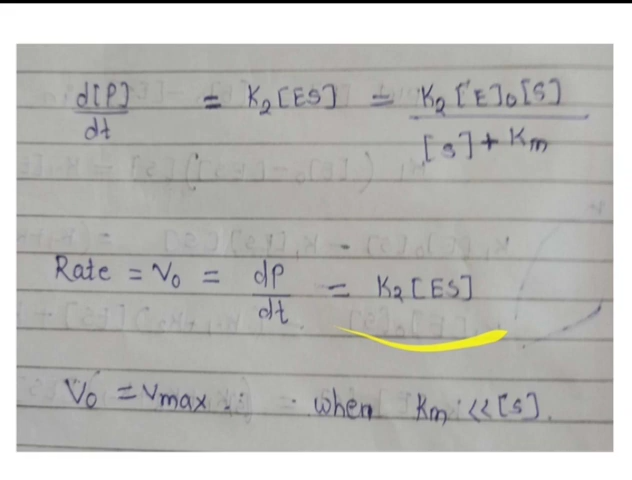 d[P]/dt = K₂[ES] = K₂[E]₀[S] / [S] + Km
Rate = V₀ = dP/dt = K₂[ES]
V₀ = Vmax when Km << [S].